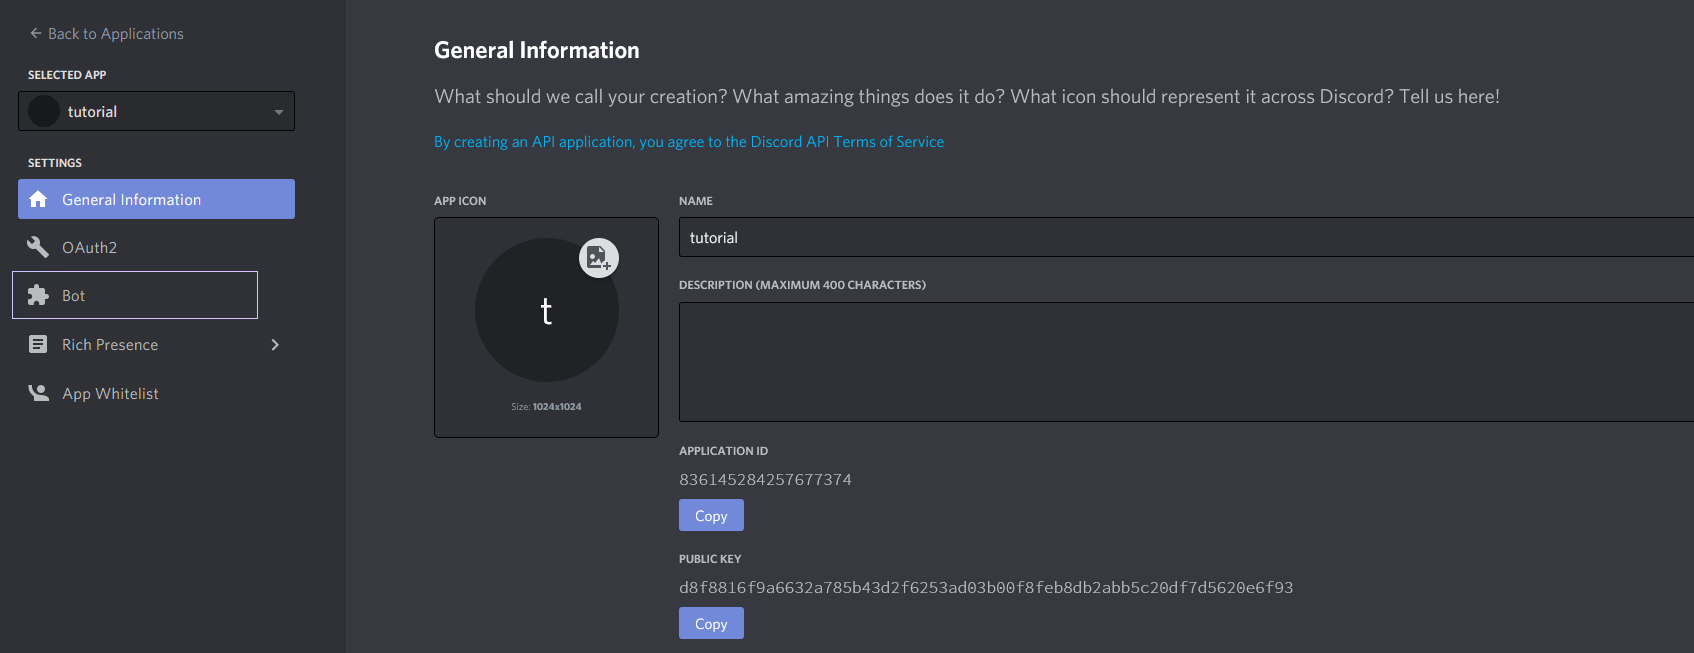 Back to Applications
SELECTED APP
tutorial
SETTINGS
General Information
OAuth2
Bot
Rich Presence
App Whitelist
General Information
What should we call your creation? What amazing things does it do? What icon should represent it across Discord? Tell us here!
By creating an API application, you agree to the Discord API Terms of Service
APP ICON
t
Size: 1024x1024
NAME
tutorial
DESCRIPTION (MAXIMUM 400 CHARACTERS)
APPLICATION ID
836145284257677374
Copy
PUBLIC KEY
d8f8816f9a6632a785b43d2f6253ad03b00f8feb8db2abb5c20df7d5620e6f93
Copy